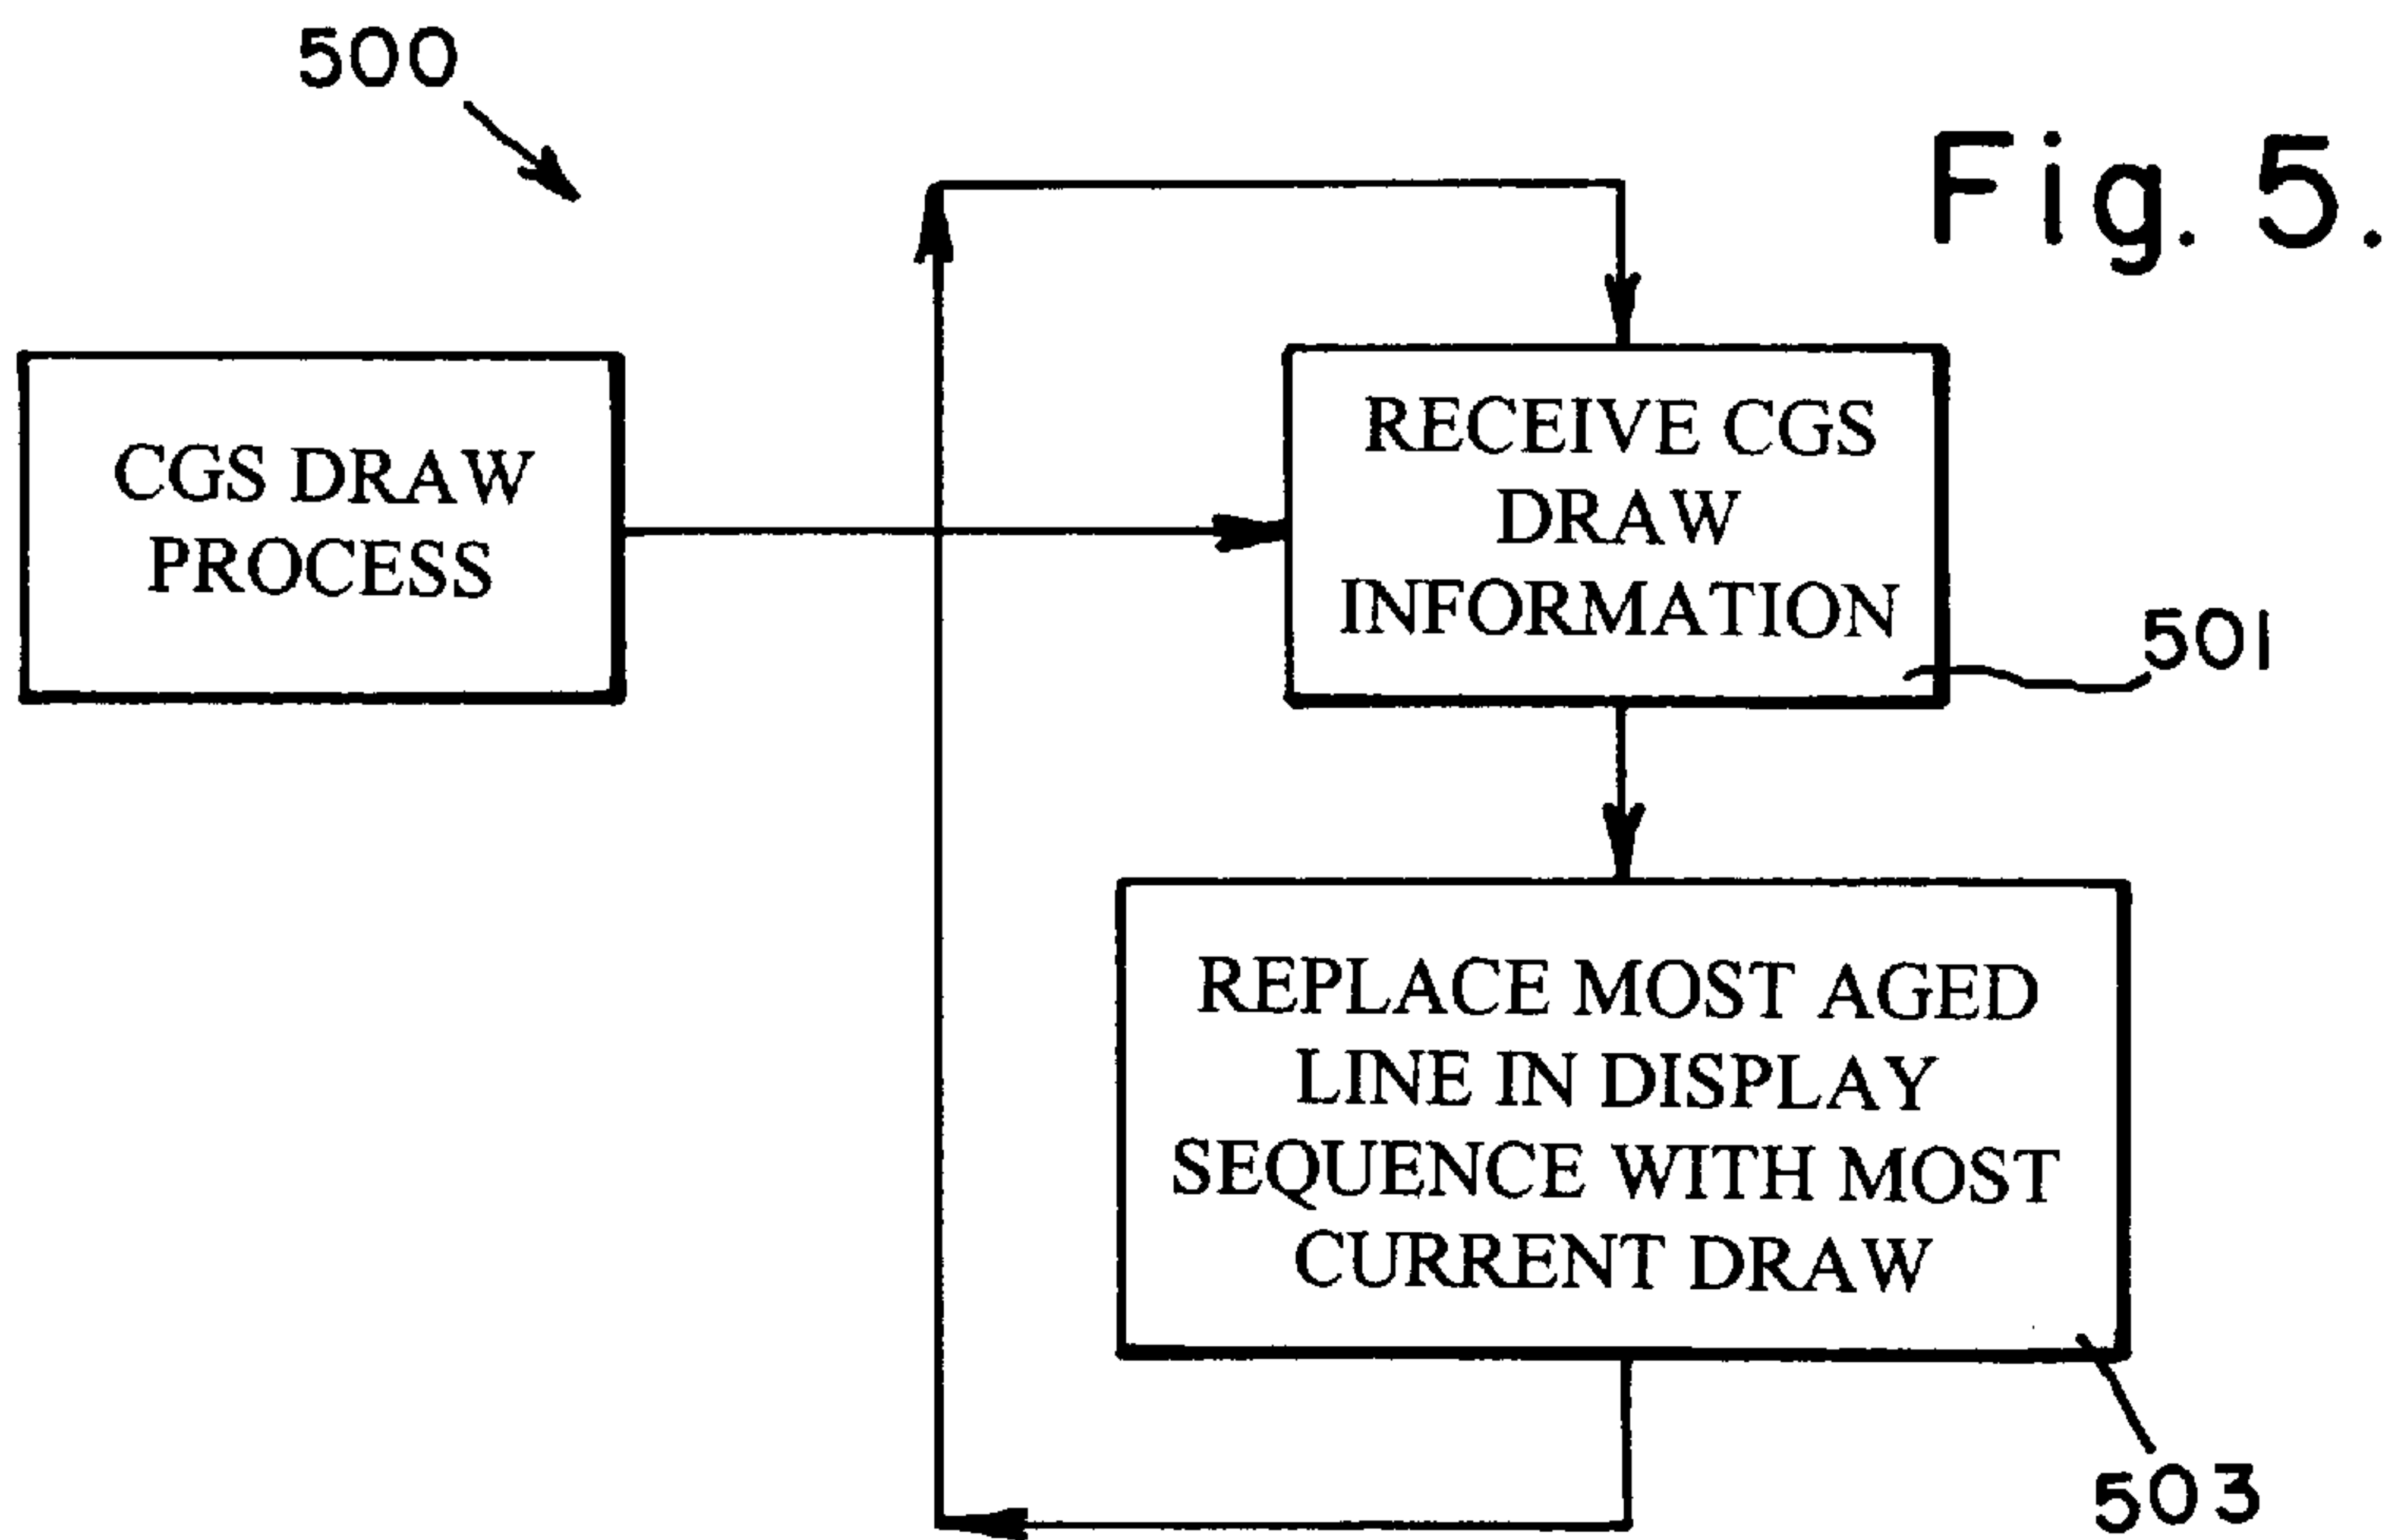 500
Fig. 5.
CGS DRAW
PROCESS
RECEIVE CGS
DRAW
INFORMATION
501
REPLACE MOST AGED
LINE IN DISPLAY
SEQUENCE WITH MOST
CURRENT DRAW
503